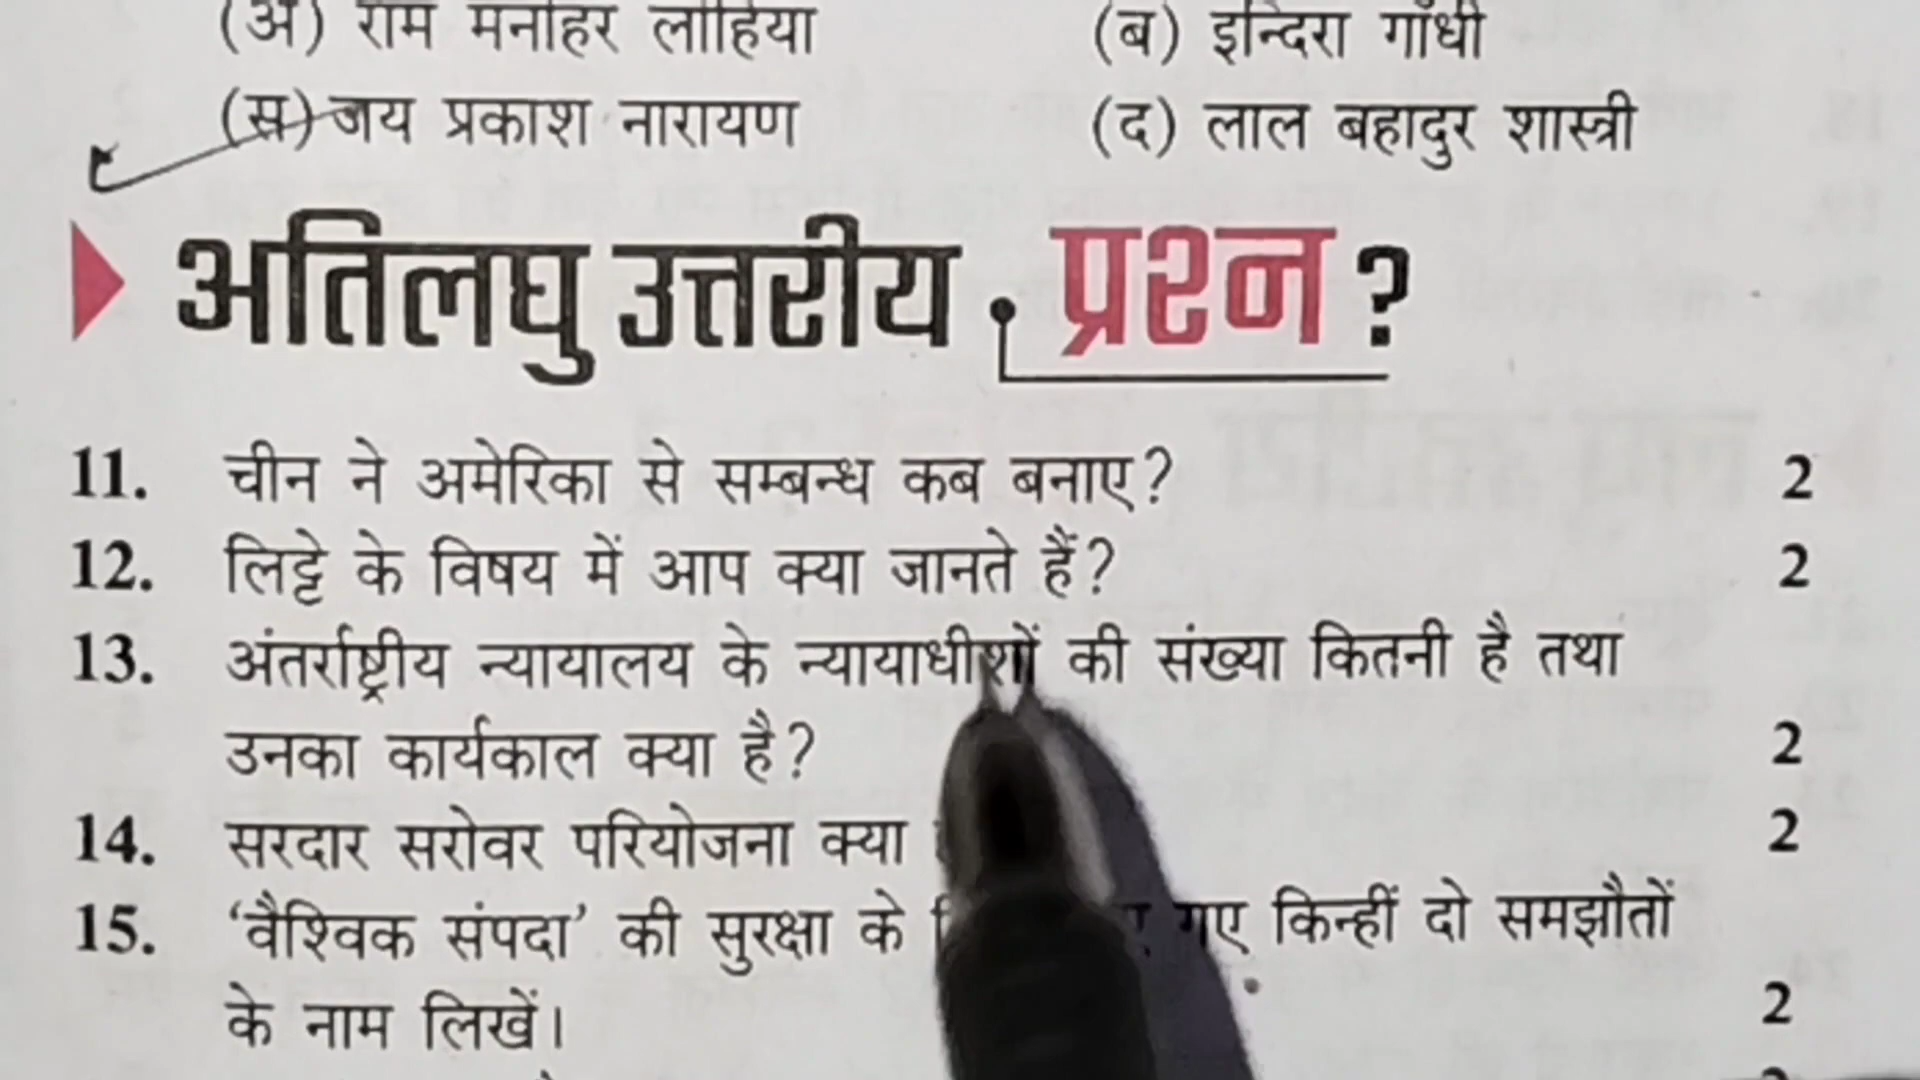 (अ) राम मनोहर लोहिया (ब) इन्दिरा गाँधी
(स) जय प्रकाश नारायण (द) लाल बहादुर शास्त्री
अतिलघु उत्तरीय प्रश्न ?
11. चीन ने अमेरिका से सम्बन्ध कब बनाए? 2
12. लिट्टे के विषय में आप क्या जानते हैं? 2
13. अंतर्राष्ट्रीय न्यायालय के न्यायाधीशों की संख्या कितनी है तथा
उनका कार्यकाल क्या है? 2
14. सरदार सरोवर परियोजना क्या 2
15. 'वैश्विक संपदा' की सुरक्षा के गए किन्हीं दो समझौतों
के नाम लिखें। 2